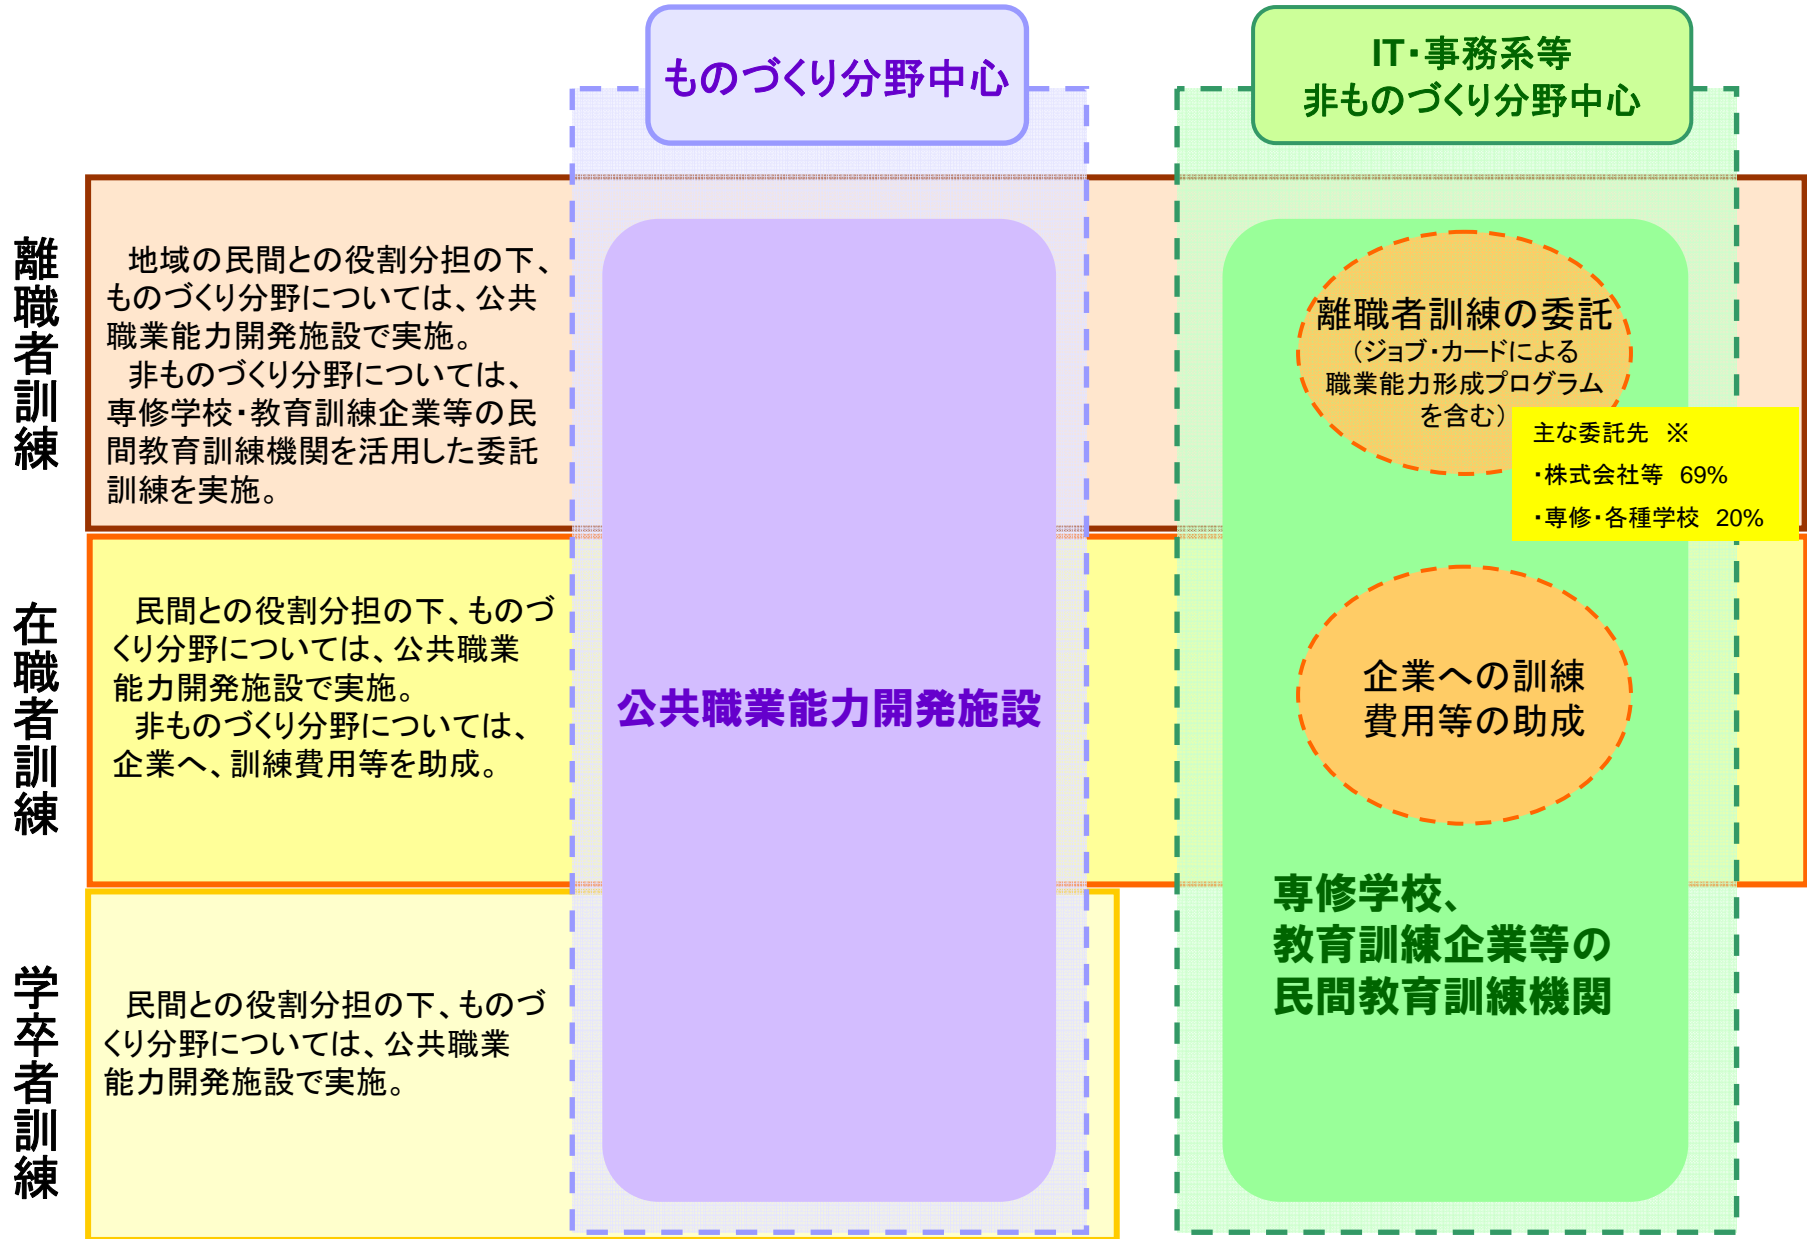 ものづくり分野中心
IT・事務系等
非ものづくり分野中心
離職者訓練
地域の民間との役割分担の下、
ものづくり分野については、公共
職業能力開発施設で実施。
非ものづくり分野については、
専修学校・教育訓練企業等の民
間教育訓練機関を活用した委託
訓練を実施。
離職者訓練の委託
（ジョブ・カードによる
職業能力形成プログラム
を含む）
主な委託先 ※
・株式会社等 69%
・専修・各種学校 20%
在職者訓練
民間との役割分担の下、ものづ
くり分野については、公共職業
能力開発施設で実施。
非ものづくり分野については、
企業へ、訓練費用等を助成。
公共職業能力開発施設
企業への訓練
費用等の助成
専修学校、
教育訓練企業等の
民間教育訓練機関
学卒者訓練
民間との役割分担の下、ものづ
くり分野については、公共職業
能力開発施設で実施。